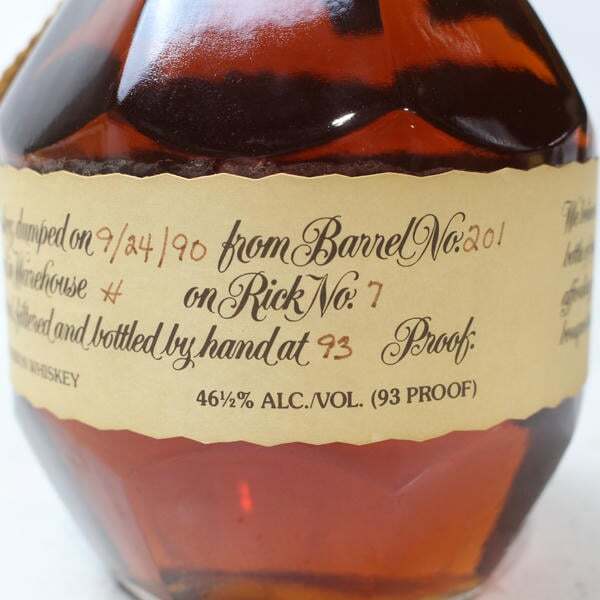 dumped on 9/24/90 from Barrel No. 201
Warehouse H on Rick No. 7
and bottled by hand at 93 Proof.
WHISKEY
46½% ALC./VOL. (93 PROOF)